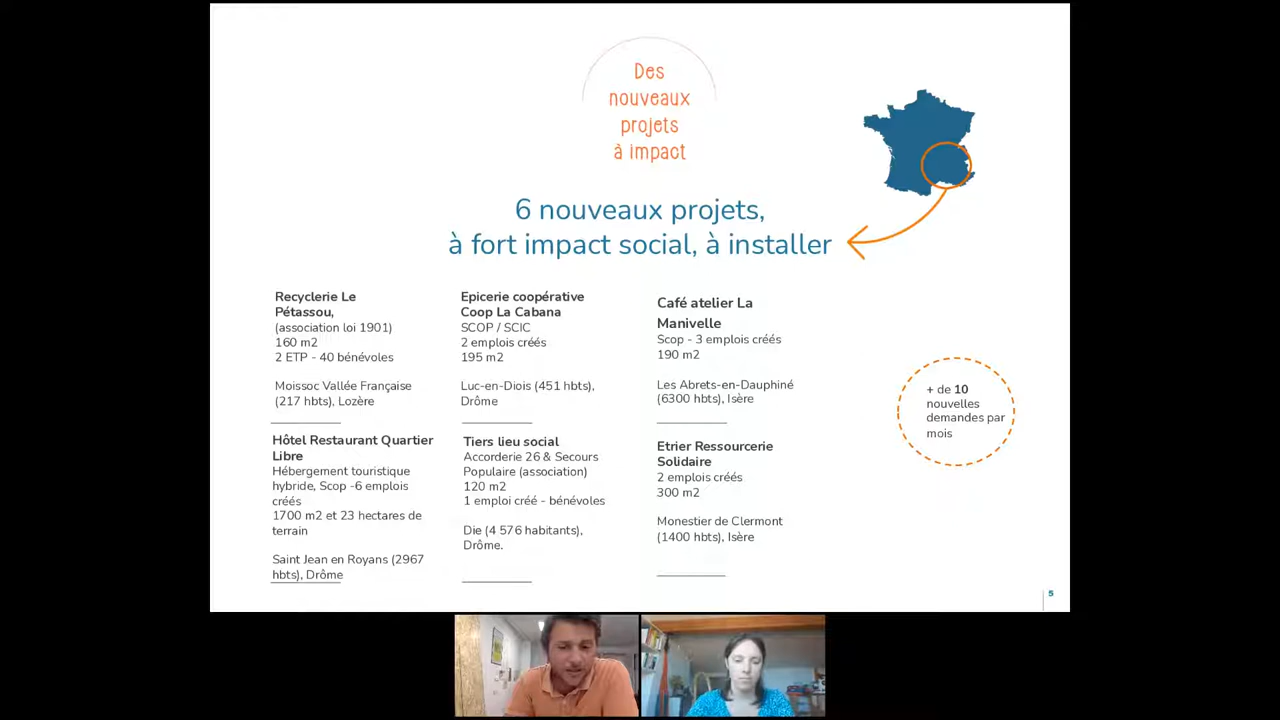 Des
nouveaux
projets
à impact
6 nouveaux projets,
à fort impact social, à installer
Recyclerie Le
Pétassou,
(association loi 1901)
160 m2
2 ETP - 40 bénévoles
Moissoc Vallée Française
(217 hbts), Lozère
Epicerie coopérative
Coop La Cabana
SCOP / SCIC
2 emplois créés
195 m2
Luc-en-Diois (451 hbts),
Drôme
Café atelier La
Manivelle
Scop - 3 emplois créés
190 m2
Les Abrets-en-Dauphiné
(6300 hbts), Isère
+ de 10
nouvelles
demandes par
mois
Hôtel Restaurant Quartier
Libre
Hébergement touristique
hybride, Scop -6 emplois
créés
1700 m2 et 23 hectares de
terrain
Saint Jean en Royans (2967
hbts), Drôme
Tiers lieu social
Accorderie 26 & Secours
Populaire (association)
120 m2
1 emploi créé - bénévoles
Die (4 576 habitants),
Drôme.
Etrier Ressourcerie
Solidaire
2 emplois créés
300 m2
Monestier de Clermont
(1400 hbts), Isère
5